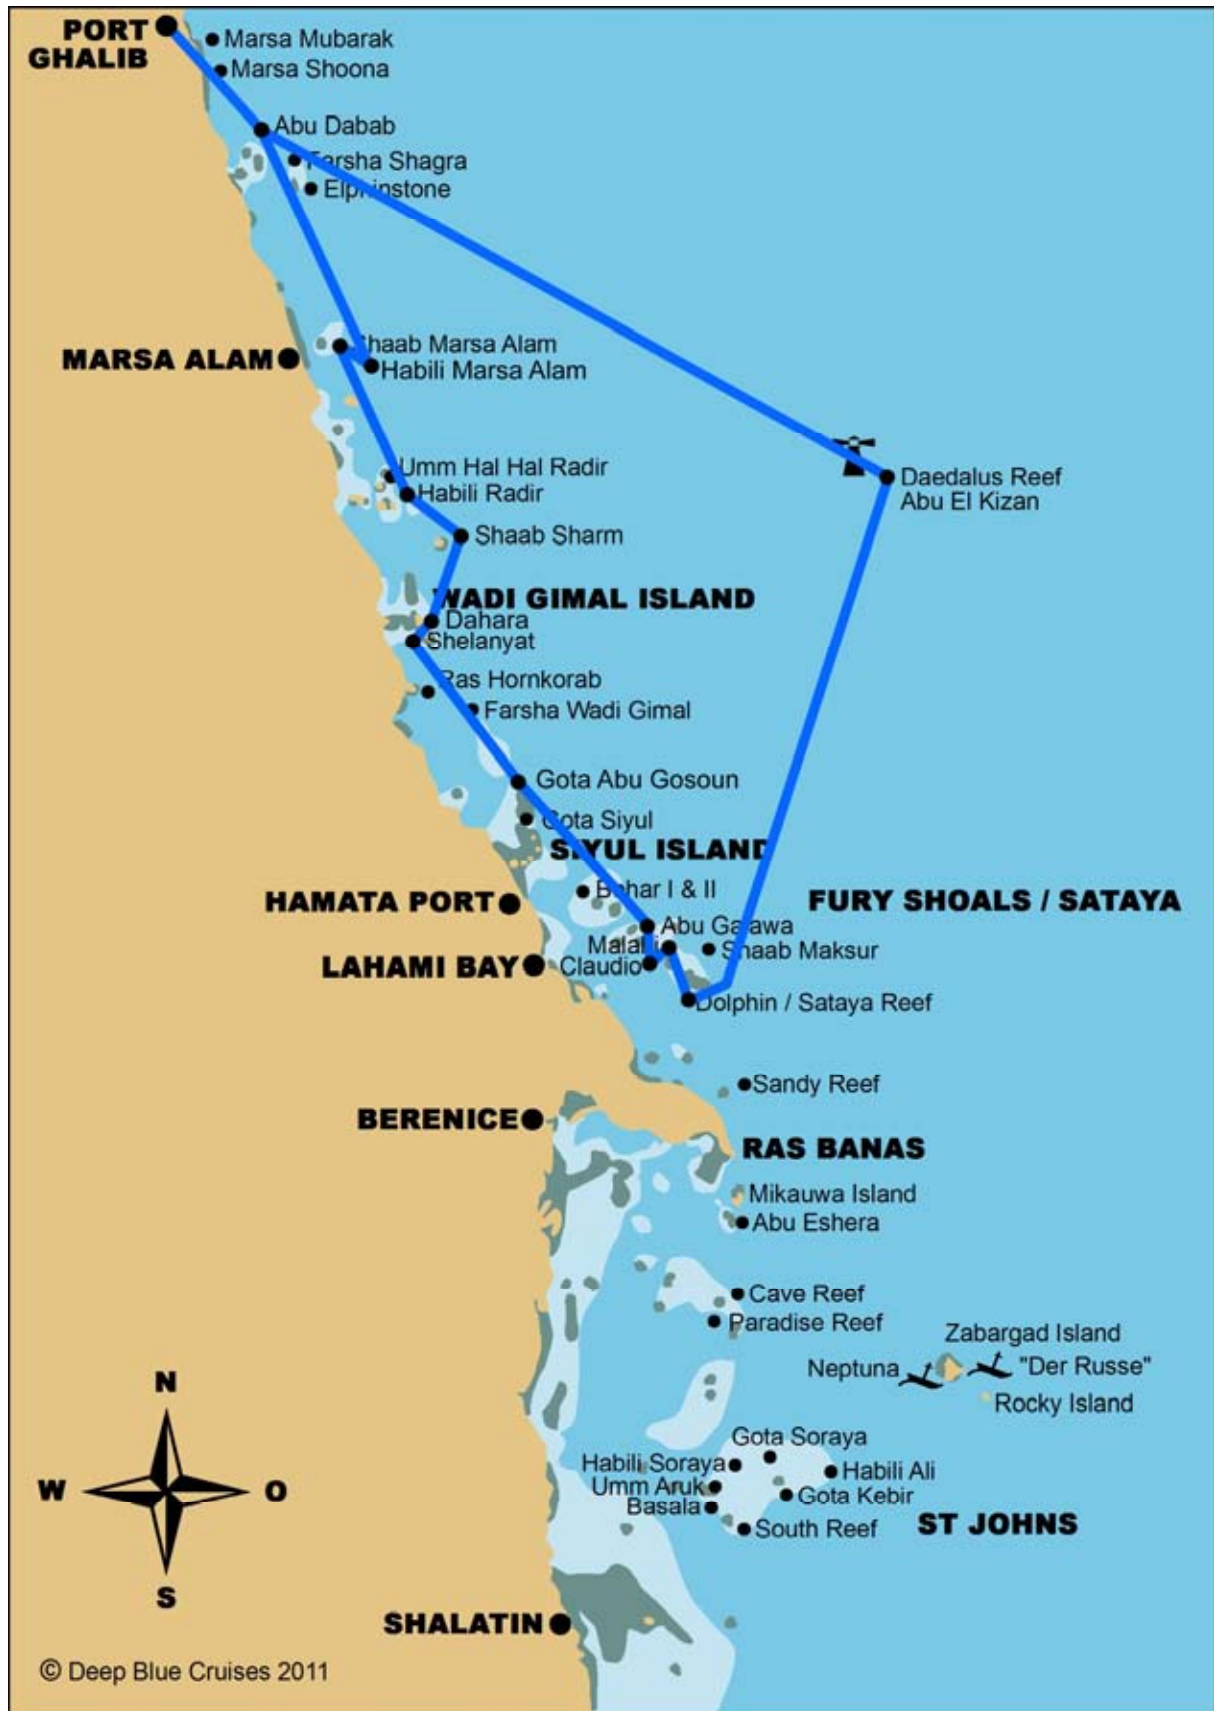 PORT
GHALIB
Marsa Mubarak
Marsa Shoona
Abu Dabab
Farsha Shagra
Elphinstone
MARSA ALAM
Shaab Marsa Alam
Habili Marsa Alam
Umm Hal Hal Radir
Habili Radir
Daedalus Reef
Abu El Kizan
Shaab Sharm
WADI GIMAL ISLAND
Dahara
Shelanyat
Ras Hornkorab
Farsha Wadi Gimal
Gota Abu Gosoun
Gota Siyul
SIYUL ISLAND
Bahar I & II
HAMATA PORT
FURY SHOALS / SATAYA
Abu Galawa
Malahi
Shaab Maksur
Claudio
LAHAMI BAY
Dolphin / Sataya Reef
Sandy Reef
BERENICE
RAS BANAS
Mikauwa Island
Abu Eshera
Cave Reef
Paradise Reef
Zabargad Island
Neptuna
"Der Russe"
Rocky Island
N
W
O
S
Gota Soraya
Habili Soraya
Habili Ali
Umm Aruk
Gota Kebir
Basala
South Reef
ST JOHNS
SHALATIN
© Deep Blue Cruises 2011